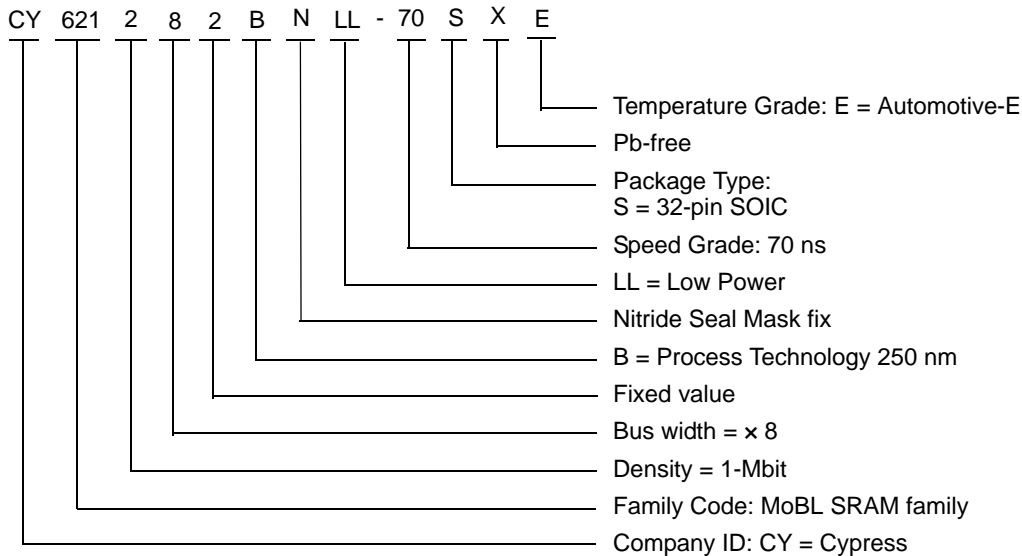 CY 621 2 8 2 B N LL - 70 S X E
Temperature Grade: E = Automotive-E
Pb-free
Package Type:
S = 32-pin SOIC
Speed Grade: 70 ns
LL = Low Power
Nitride Seal Mask fix
B = Process Technology 250 nm
Fixed value
Bus width = × 8
Density = 1-Mbit
Family Code: MoBL SRAM family
Company ID: CY = Cypress